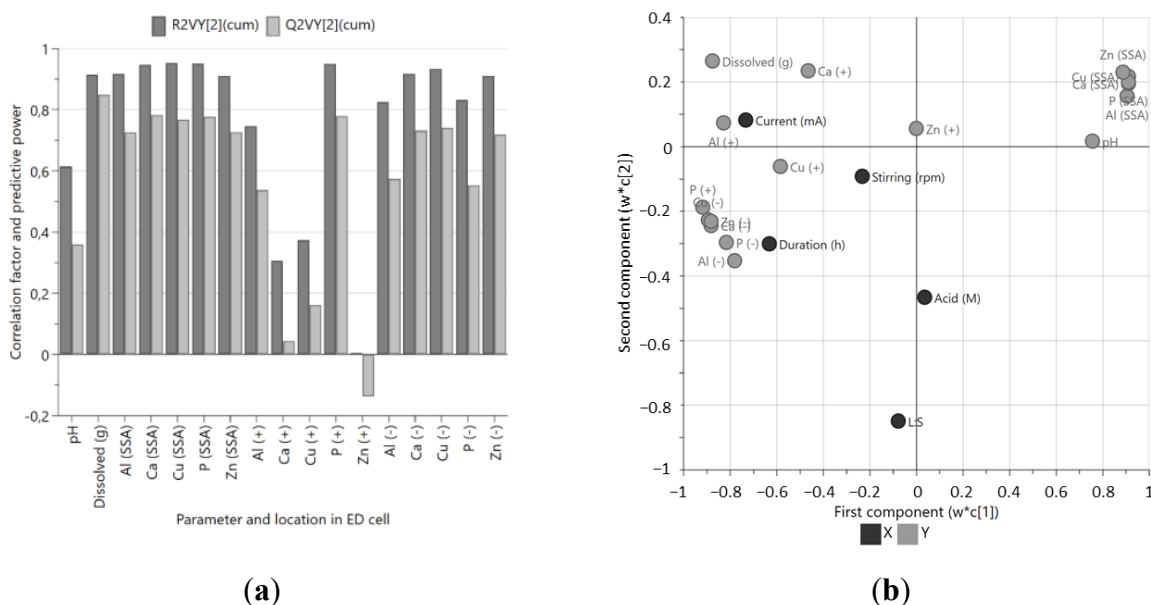 R2VY[2](cum) Q2VY[2](cum)
Correlation factor and predictive power
1
0,8
0,6
0,4
0,2
0
-0,2
pH
Dissolved (g)
Al (SSA)
Ca (SSA)
Cu (SSA)
P (SSA)
Zn (SSA)
Al (+)
Ca (+)
Cu (+)
P (+)
Zn (+)
Al (-)
Ca (-)
Cu (-)
P (-)
Zn (-)
Parameter and location in ED cell
(a)
Second component (w*c[2])
0.4
0.2
0
−0.2
−0.4
−0.6
−0.8
−1
Zn (SSA)
Dissolved (g)
Ca (+)
Cu (SSA)
Ca (SSA)
P (SSA)
Al (SSA)
Current (mA)
Zn (+)
Al (+)
pH
Cu (+)
Stirring (rpm)
P (+)
Cu (-)
Zn (-)
Ca (-)
P (-)
Duration (h)
Al (-)
Acid (M)
L:S
−1 −0.8 −0.6 −0.4 −0.2 0 0.2 0.4 0.6 0.8 1
First component (w*c[1])
X Y
(b)